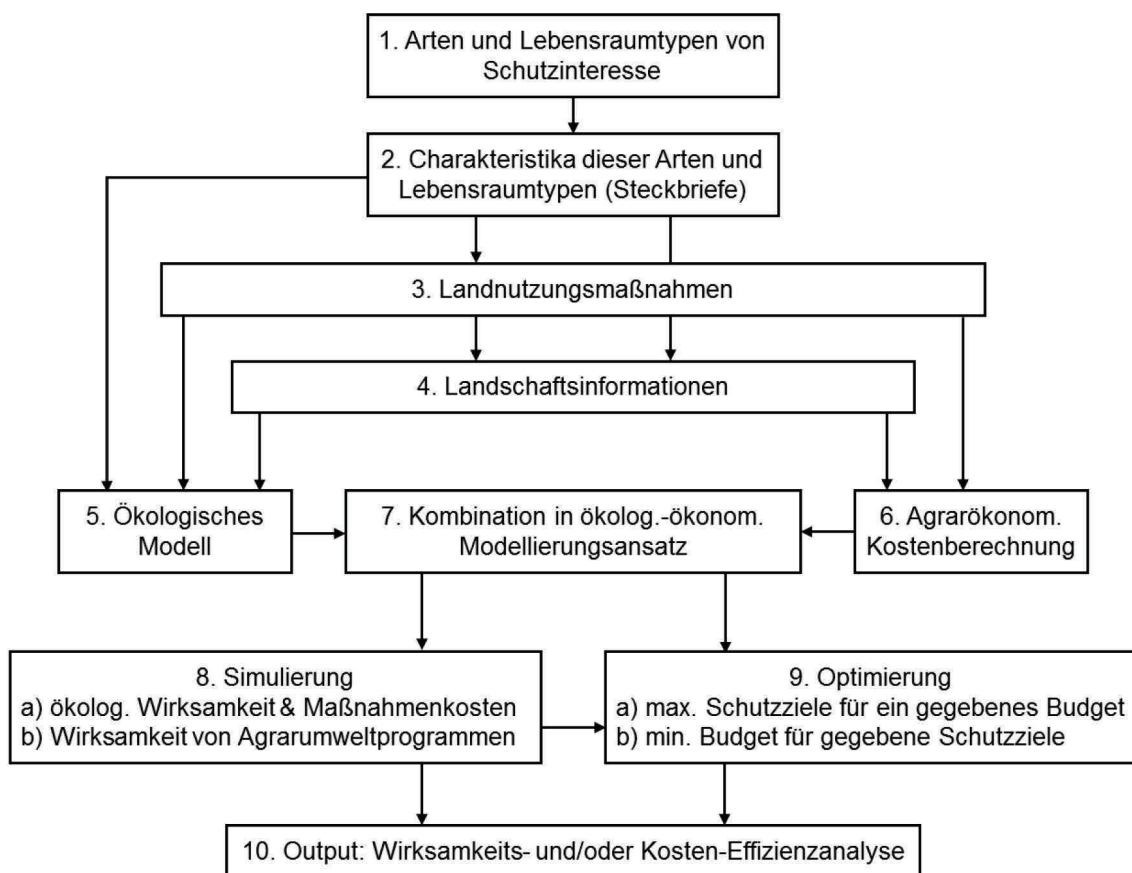 1. Arten und Lebensraumtypen von
Schutzinteresse
2. Charakteristika dieser Arten und
Lebensraumtypen (Steckbriefe)
3. Landnutzungsmaßnahmen
4. Landschaftsinformationen
5. Ökologisches
Modell
7. Kombination in ökolog.-ökonom.
Modellierungsansatz
6. Agrarökonom.
Kostenberechnung
8. Simulierung
a) ökolog. Wirksamkeit & Maßnahmenkosten
b) Wirksamkeit von Agrarumweltprogrammen
9. Optimierung
a) max. Schutzziele für ein gegebenes Budget
b) min. Budget für gegebene Schutzziele
10. Output: Wirksamkeits- und/oder Kosten-Effizienzanalyse